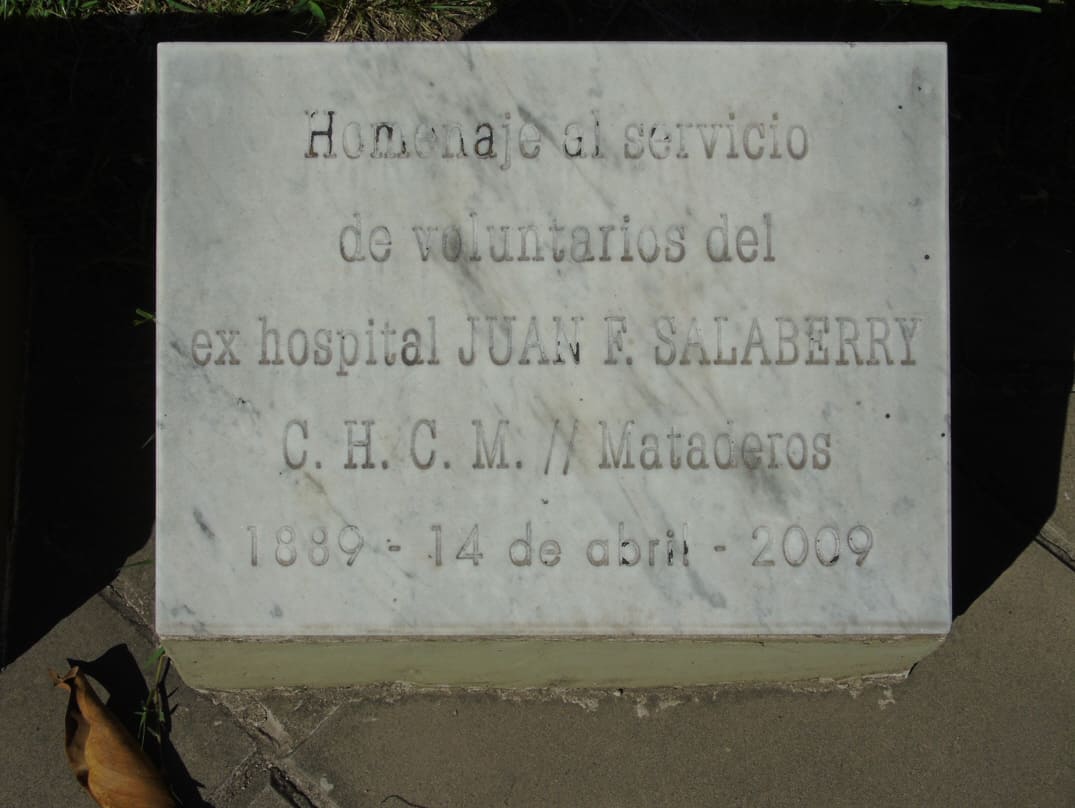 Homenaje al servicio
de voluntarios del
ex hospital JUAN F. SALABERRY
C. H. C. M. // Mataderos
1889 - 14 de abril - 2009